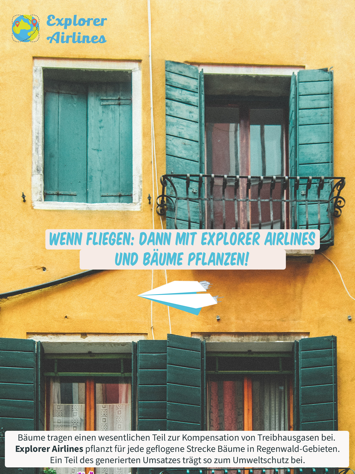 Explorer
Airlines
WENN FLIEGEN: DANN MIT EXPLORER AIRLINES
UND BÄUME PFLANZEN!
Bäume tragen einen wesentlichen Teil zur Kompensation von Treibhausgasen bei.
Explorer Airlines pflanzt für jede geflogene Strecke Bäume in Regenwald-Gebieten.
Ein Teil des generierten Umsatzes trägt so zum Umweltschutz bei.